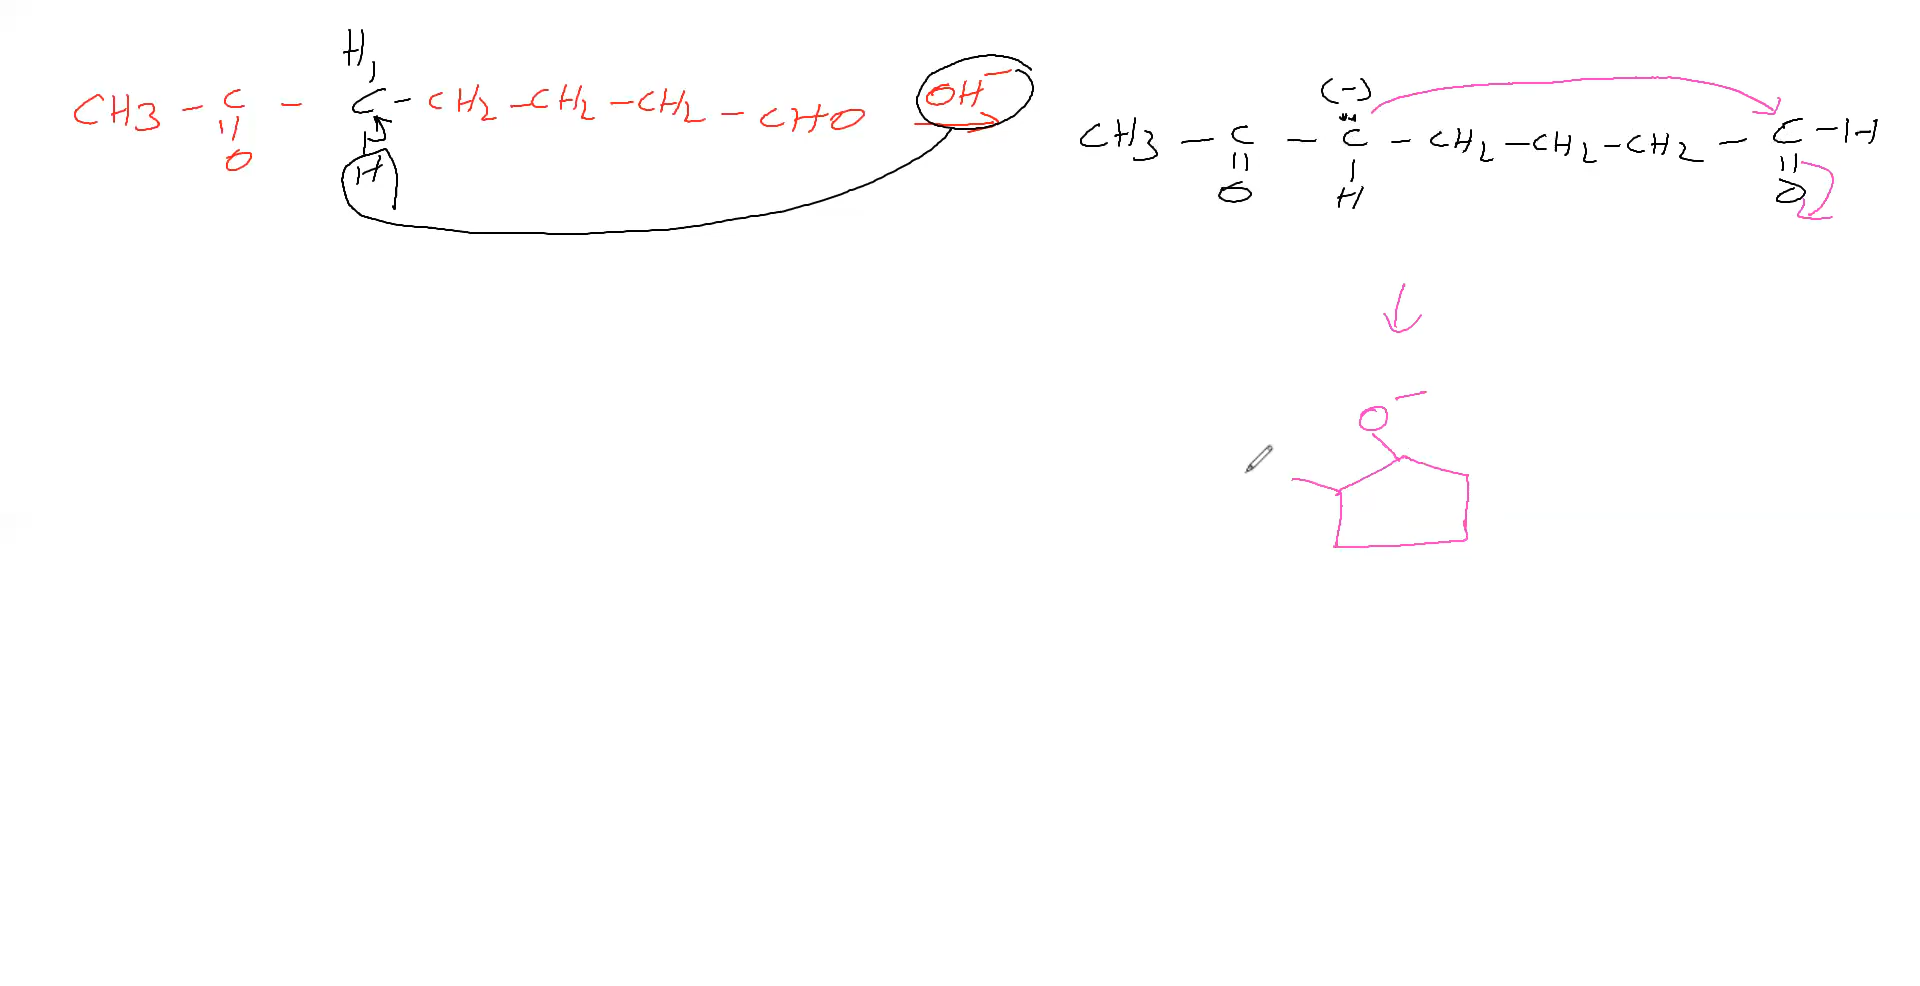 H
CH3 - C - C - CH2 - CH2 - CH2 - CHO OH⁻
O H
(-)
CH3 - C - C - CH2 - CH2 - CH2 - C - H
O H O
O⁻